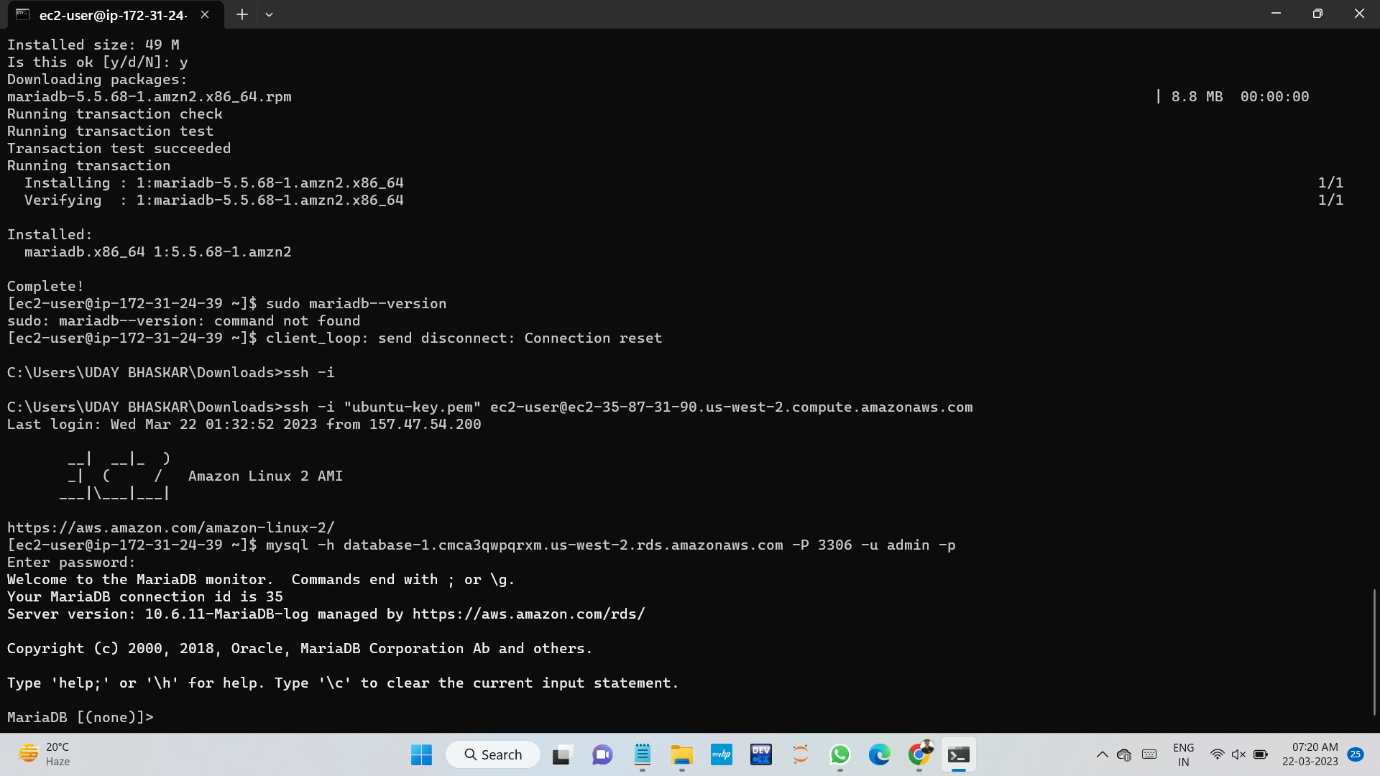 ec2-user@ip-172-31-24-
Installed size: 49 M
Is this ok [y/d/N]: y
Downloading packages:
mariadb-5.5.68-1.amzn2.x86_64.rpm | 8.8 MB 00:00:00
Running transaction check
Running transaction test
Transaction test succeeded
Running transaction
Installing : 1:mariadb-5.5.68-1.amzn2.x86_64 1/1
Verifying : 1:mariadb-5.5.68-1.amzn2.x86_64 1/1
Installed:
mariadb.x86_64 1:5.5.68-1.amzn2
Complete!
[ec2-user@ip-172-31-24-39 ~]$ sudo mariadb--version
sudo: mariadb--version: command not found
[ec2-user@ip-172-31-24-39 ~]$ client_loop: send disconnect: Connection reset
C:\Users\UDAY BHASKAR\Downloads>ssh -i
C:\Users\UDAY BHASKAR\Downloads>ssh -i "ubuntu-key.pem" ec2-user@ec2-35-87-31-90.us-west-2.compute.amazonaws.com
Last login: Wed Mar 22 01:32:52 2023 from 157.47.54.200
__| __|_ )
_| ( / Amazon Linux 2 AMI
___|\___|___|
https://aws.amazon.com/amazon-linux-2/
[ec2-user@ip-172-31-24-39 ~]$ mysql -h database-1.cmca3qwpqrxm.us-west-2.rds.amazonaws.com -P 3306 -u admin -p
Enter password:
Welcome to the MariaDB monitor. Commands end with ; or \g.
Your MariaDB connection id is 35
Server version: 10.6.11-MariaDB-log managed by https://aws.amazon.com/rds/
Copyright (c) 2000, 2018, Oracle, MariaDB Corporation Ab and others.
Type 'help;' or '\h' for help. Type '\c' to clear the current input statement.
MariaDB [(none)]>
20°C
Haze
Search
myhp
DEV
ENG
IN
07:20 AM
22-03-2023
25